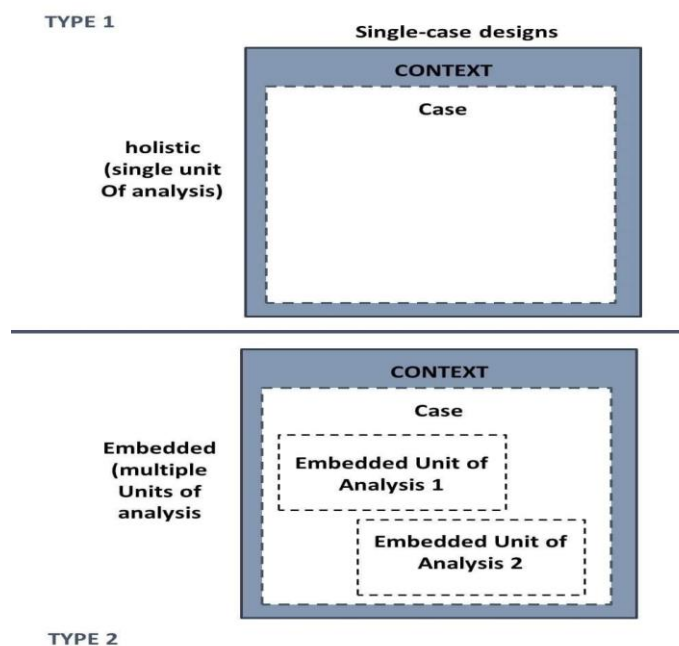 TYPE 1
Single-case designs
CONTEXT
Case
holistic
(single unit
Of analysis)
CONTEXT
Case
Embedded
(multiple
Units of
analysis
Embedded Unit of
Analysis 1
Embedded Unit of
Analysis 2
TYPE 2